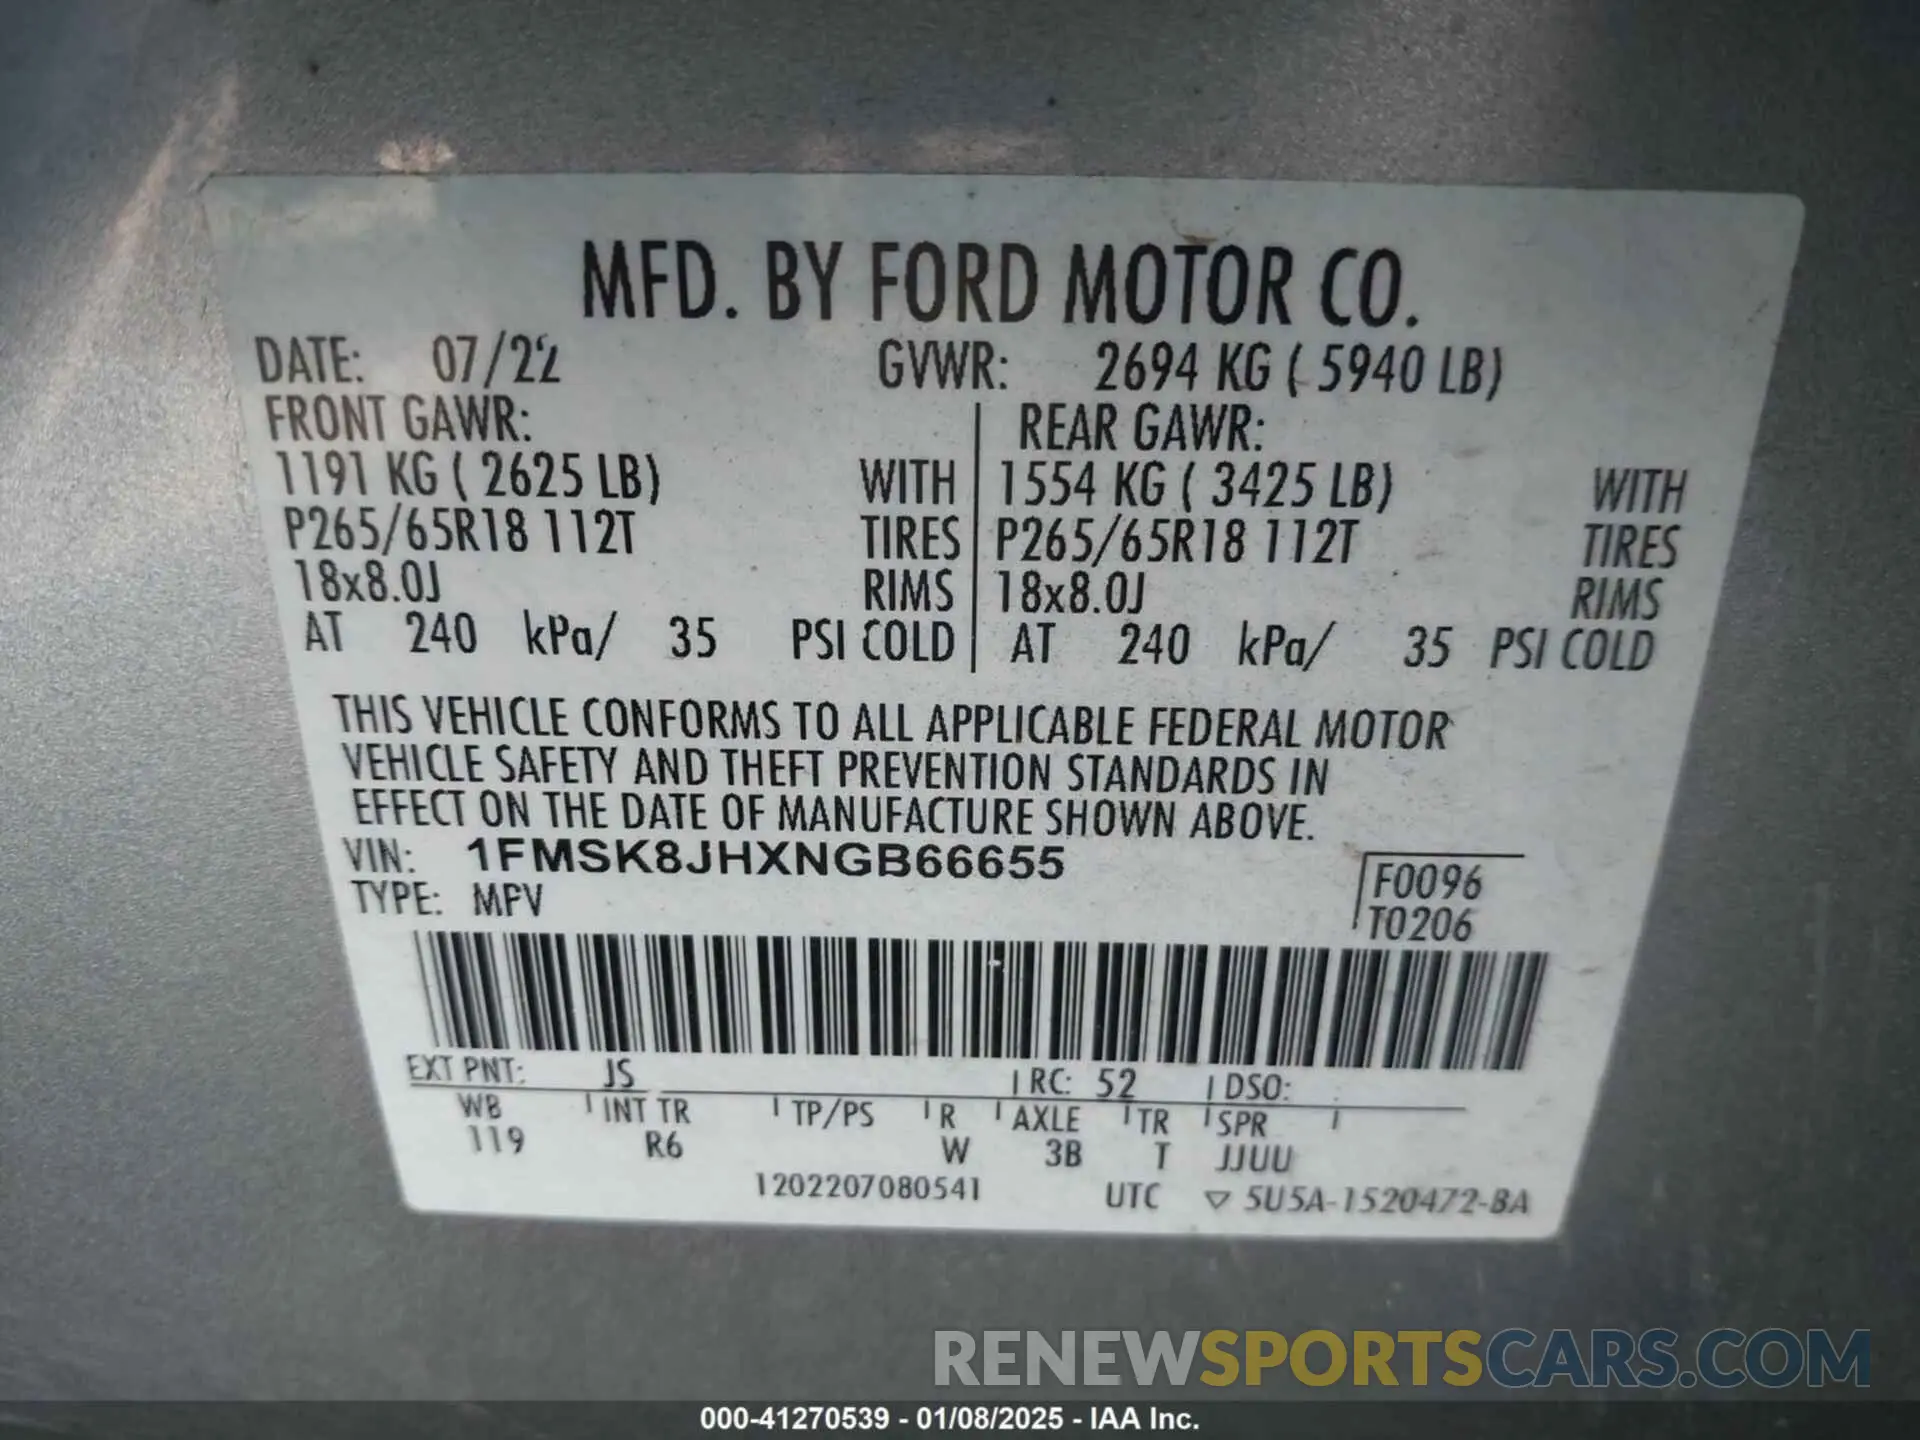 MFD. BY FORD MOTOR CO.
DATE: 07/22 GVWR: 2694 KG ( 5940 LB)
FRONT GAWR: REAR GAWR:
1191 KG ( 2625 LB) WITH 1554 KG ( 3425 LB) WITH
P265/65R18 112T TIRES P265/65R18 112T TIRES
18x8.0J RIMS 18x8.0J RIMS
AT 240 kPa/ 35 PSI COLD AT 240 kPa/ 35 PSI COLD
THIS VEHICLE CONFORMS TO ALL APPLICABLE FEDERAL MOTOR
VEHICLE SAFETY AND THEFT PREVENTION STANDARDS IN
EFFECT ON THE DATE OF MANUFACTURE SHOWN ABOVE.
VIN: 1FMSK8JHXNGB66655
TYPE: MPV
F0096
T0206
EXT PNT: JS RC: 52 DSO:
WB INT TR TP/PS R AXLE TR SPR
119 R6 W 3B T JJUU
1202207080541 UTC ▽ 5U5A-1520472-BA
RENEWSPORTSCARS.COM
000-41270539 - 01/08/2025 - IAA Inc.